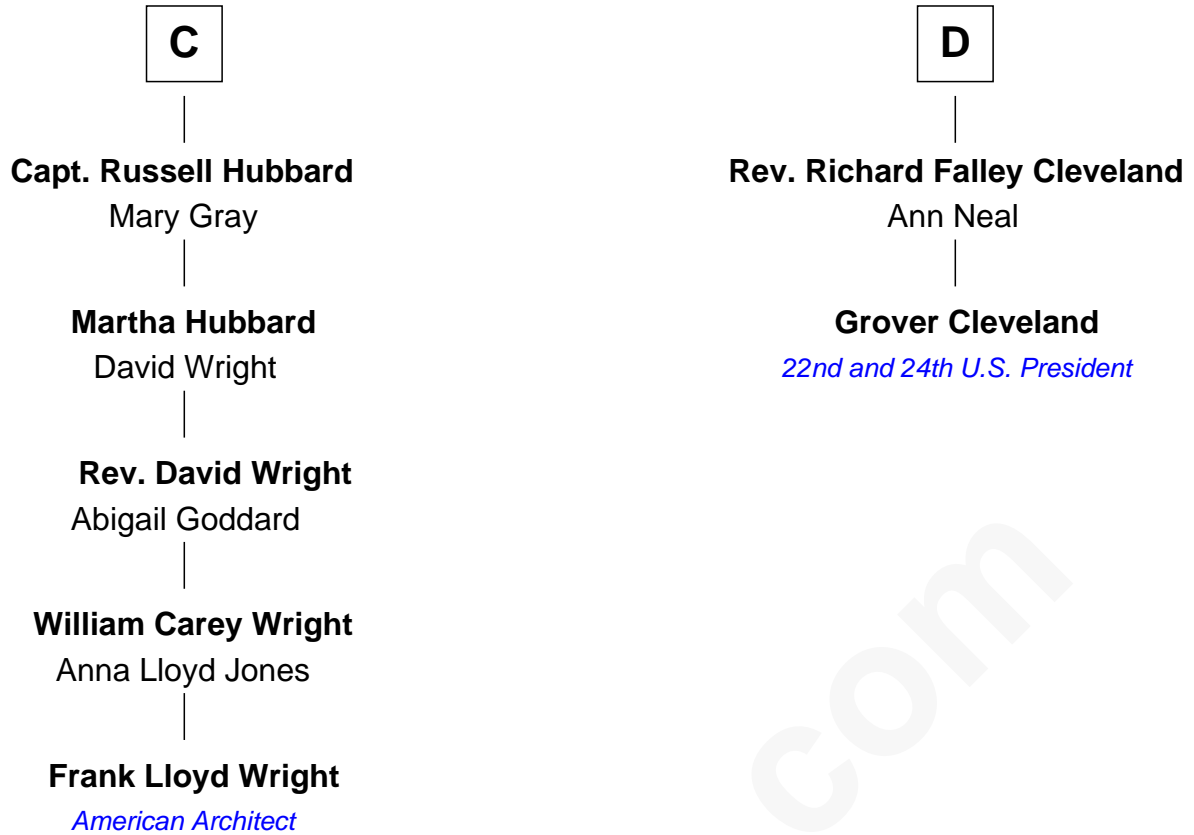 C
Capt. Russell Hubbard
Mary Gray
Martha Hubbard
David Wright
Rev. David Wright
Abigail Goddard
William Carey Wright
Anna Lloyd Jones
Frank Lloyd Wright
American Architect
D
Rev. Richard Falley Cleveland
Ann Neal
Grover Cleveland
22nd and 24th U.S. President
com